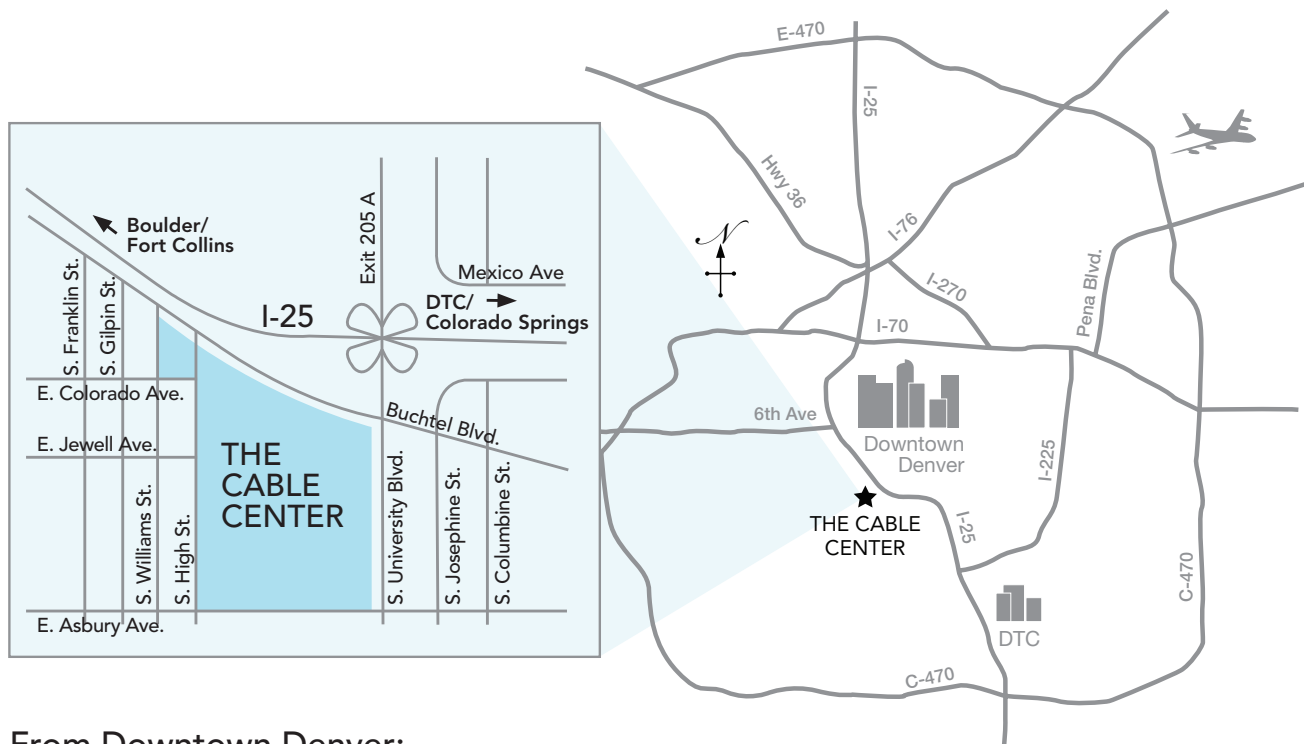 E-470
I-25
Hwy 36
I-76
I-270
Pena Blvd.
I-70
6th Ave
Downtown
Denver
I-225
THE CABLE
CENTER
I-25
DTC
C-470
C-470
N
Boulder/
Fort Collins
Exit 205 A
Mexico Ave
DTC/
Colorado Springs
I-25
S. Franklin St.
S. Gilpin St.
E. Colorado Ave.
Buchtel Blvd.
E. Jewell Ave.
THE
CABLE
CENTER
S. Williams St.
S. High St.
S. University Blvd.
S. Josephine St.
S. Columbine St.
E. Asbury Ave.
From Downtown Denver: